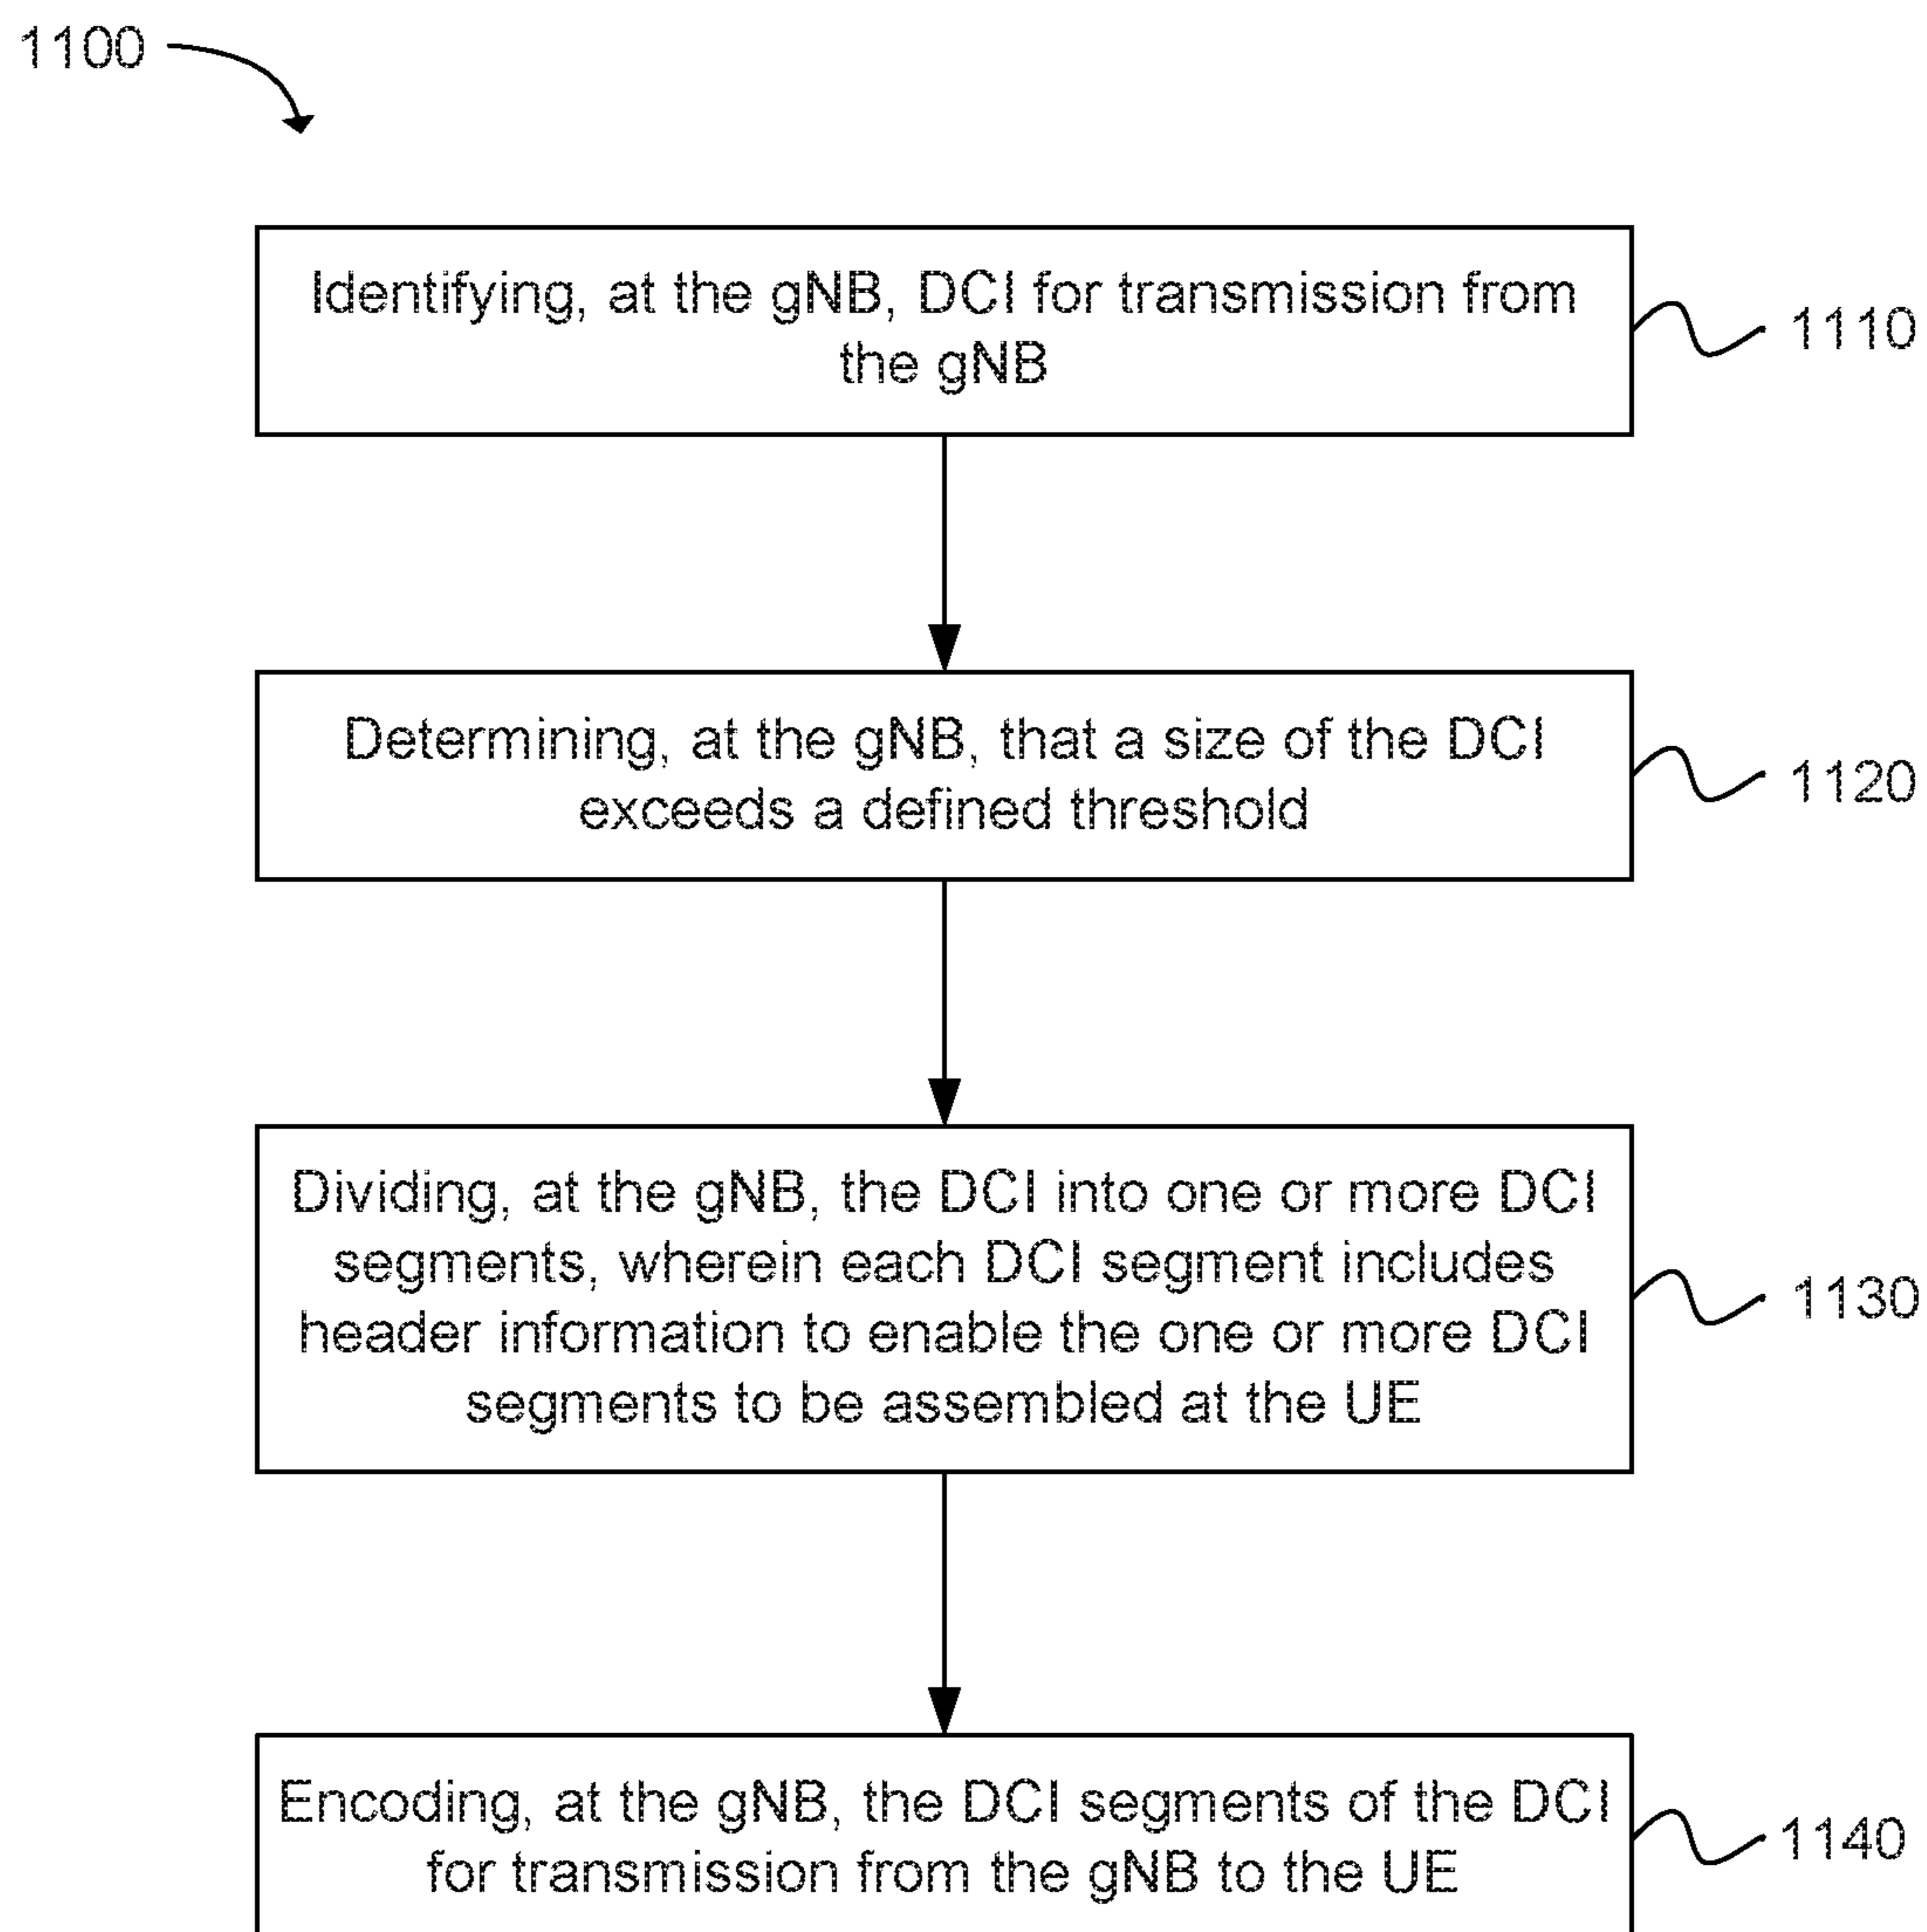 1100
Identifying, at the gNB, DCI for transmission from
the gNB
1110
Determining, at the gNB, that a size of the DCI
exceeds a defined threshold
1120
Dividing, at the gNB, the DCI into one or more DCI
segments, wherein each DCI segment includes
header information to enable the one or more DCI
segments to be assembled at the UE
1130
Encoding, at the gNB, the DCI segments of the DCI
for transmission from the gNB to the UE
1140